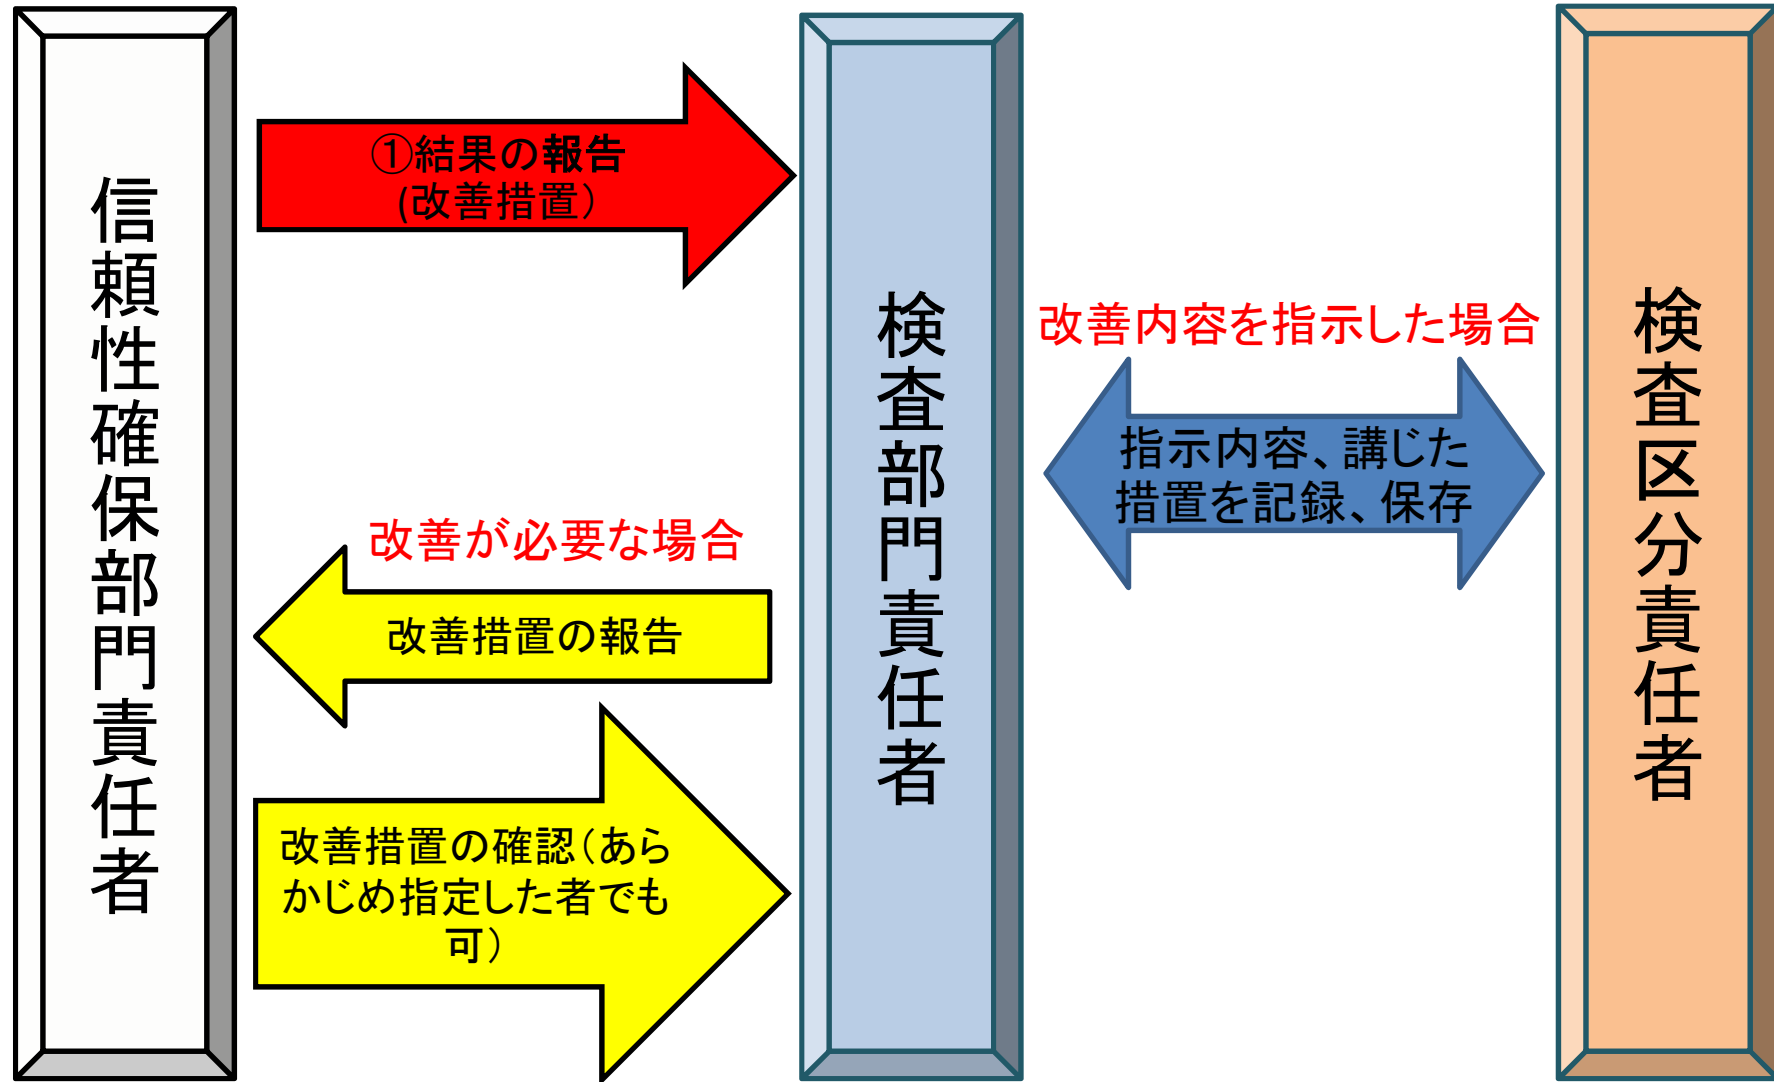 信頼性確保部門責任者
①結果の報告
(改善措置）
改善が必要な場合
改善措置の報告
改善措置の確認（あら
かじめ指定した者でも
可）
検査部門責任者
改善内容を指示した場合
指示内容、講じた
措置を記録、保存
検査区分責任者